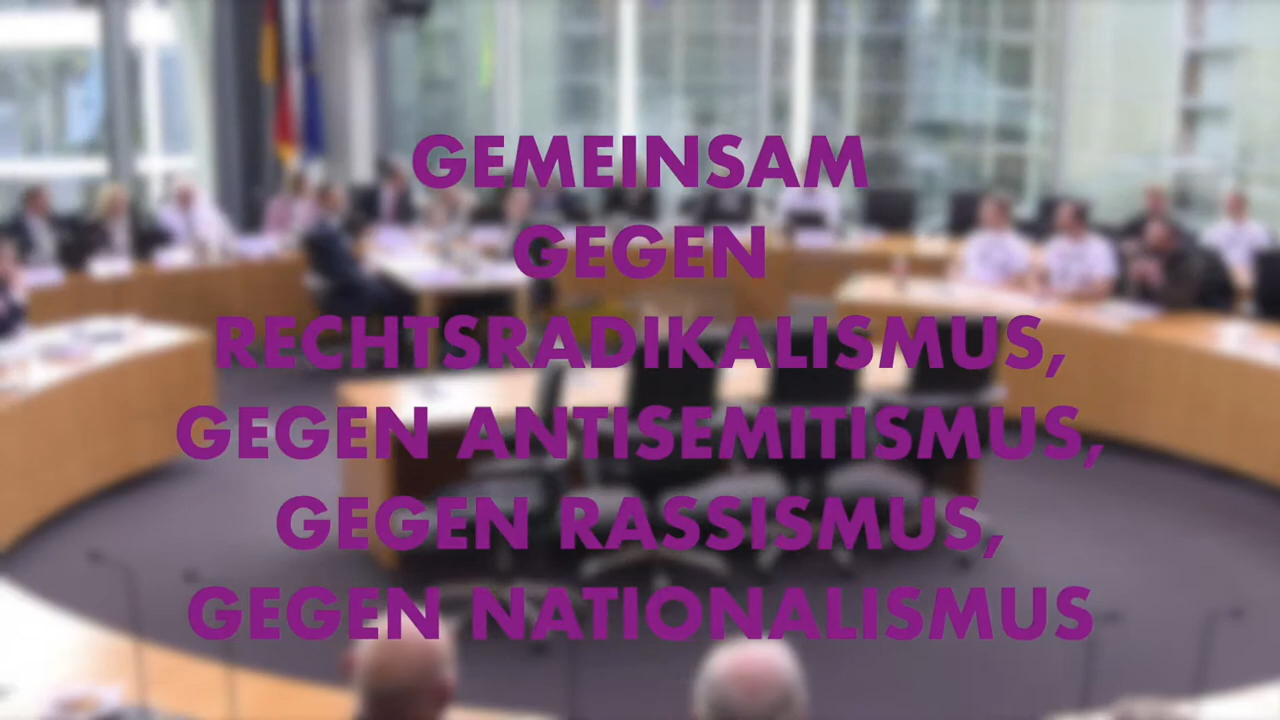 GEMEINSAM
GEGEN
RECHTSRADIKALISMUS,
GEGEN ANTISEMITISMUS,
GEGEN RASSISMUS,
GEGEN NATIONALISMUS